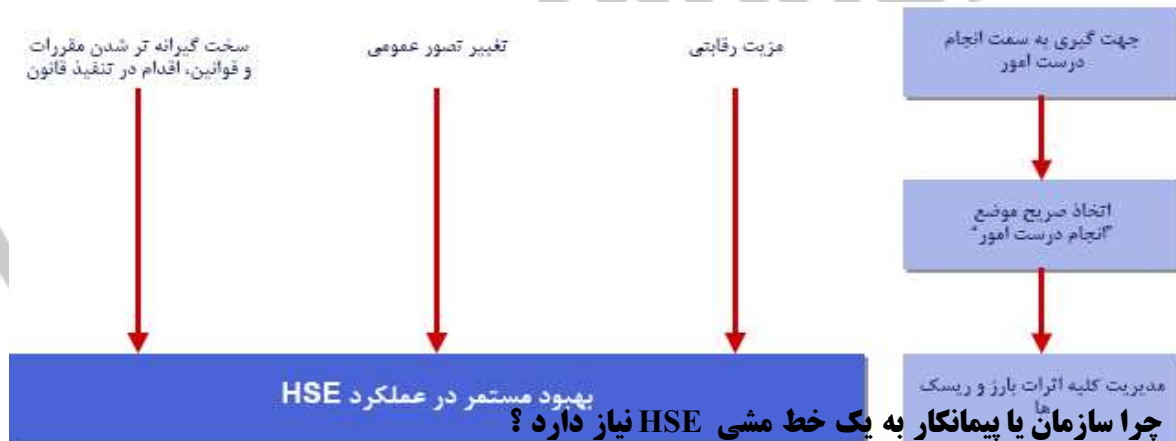 جهت گیری به سمت انجام
درست امور
مزیت رقابتی
تغییر تصور عمومی
سخت گیرانه تر شدن مقررات
و قوانین، اقدام در تنفیذ قانون
اتخاذ صریح موضع
"انجام درست امور"
مدیریت کلیه اثرات بارز و ریسک
ها
بهبود مستمر در عملکرد HSE
چرا سازمان یا پیمانکار به یک خط مشی HSE نیاز دارد ؟